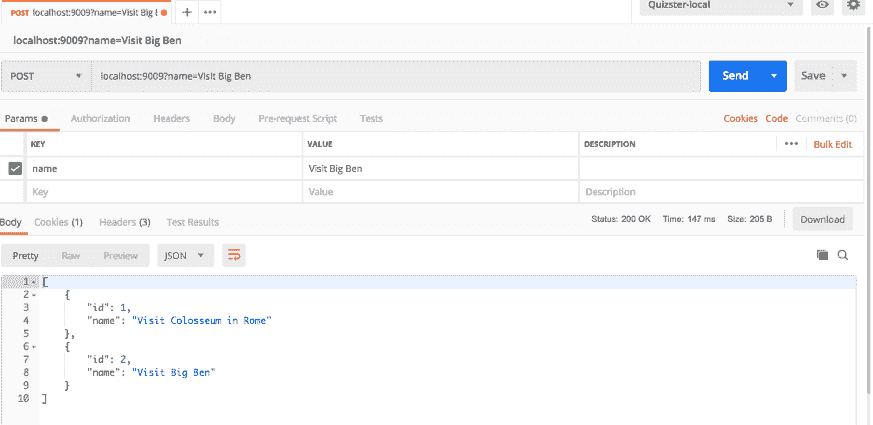 POST localhost:9009?name=Visit Big E
+ •••
Quizster-local
localhost:9009?name=Visit Big Ben
POST localhost:9009?name=Visit Big Ben Send Save
Params Authorization Headers Body Pre-request Script Tests Cookies Code Comments (0)
KEY VALUE DESCRIPTION ••• Bulk Edit
name Visit Big Ben
Key Value Description
Body Cookies (1) Headers (3) Test Results Status: 200 OK Time: 147 ms Size: 205 B Download
Pretty Raw Preview JSON
1 [
2 {
3 "id": 1,
4 "name": "Visit Colosseum in Rome"
5 },
6 {
7 "id": 2,
8 "name": "Visit Big Ben"
9 }
10 ]